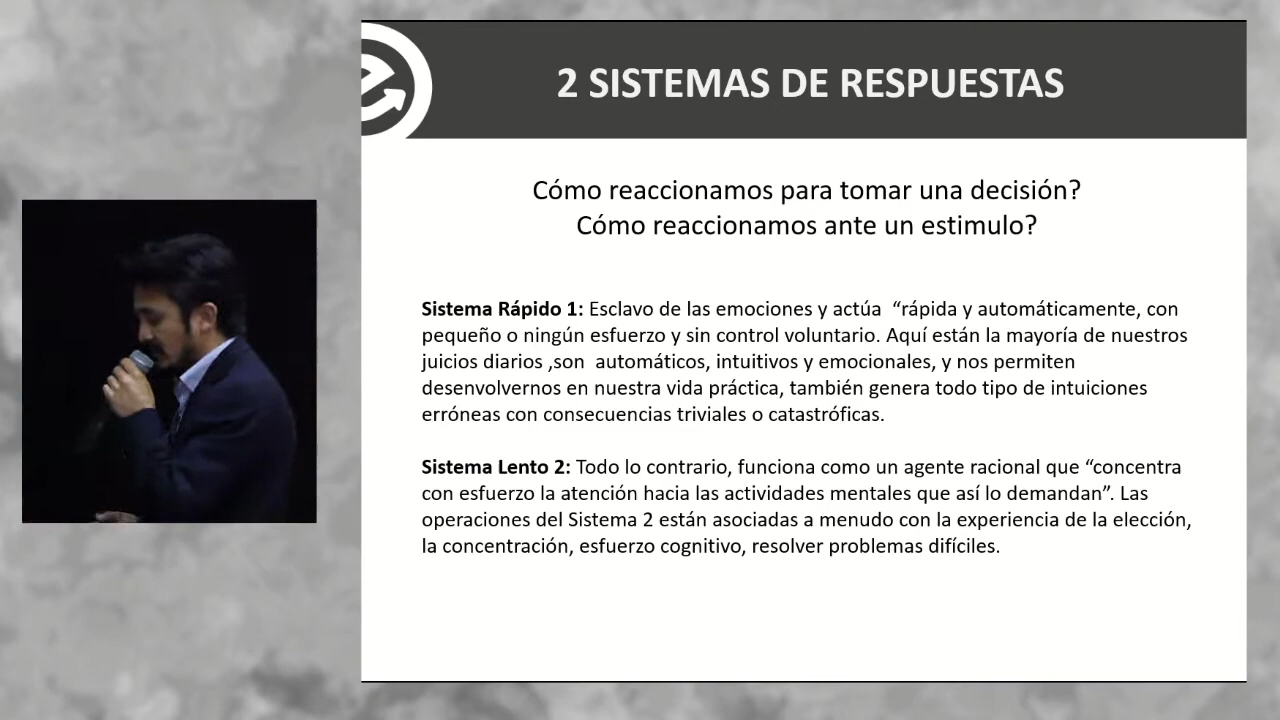 2 SISTEMAS DE RESPUESTAS
Cómo reaccionamos para tomar una decisión?
Cómo reaccionamos ante un estimulo?
Sistema Rápido 1: Esclavo de las emociones y actúa “rápida y automáticamente, con
pequeño o ningún esfuerzo y sin control voluntario. Aquí están la mayoría de nuestros
juicios diarios ,son automáticos, intuitivos y emocionales, y nos permiten
desenvolvernos en nuestra vida práctica, también genera todo tipo de intuiciones
erróneas con consecuencias triviales o catastróficas.
Sistema Lento 2: Todo lo contrario, funciona como un agente racional que “concentra
con esfuerzo la atención hacia las actividades mentales que así lo demandan”. Las
operaciones del Sistema 2 están asociadas a menudo con la experiencia de la elección,
la concentración, esfuerzo cognitivo, resolver problemas difíciles.